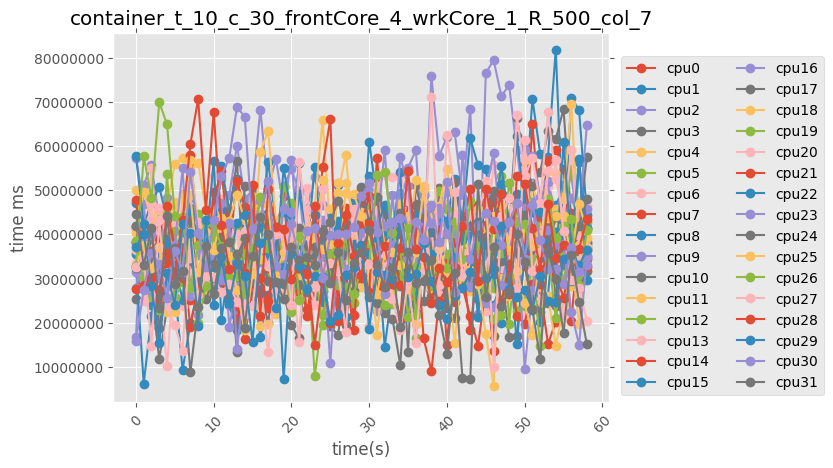 container_t_10_c_30_frontCore_4_wrkCore_1_R_500_col_7
time ms
80000000
70000000
60000000
50000000
40000000
30000000
20000000
10000000
0
10
20
30
40
50
60
time(s)
cpu0
cpu1
cpu2
cpu3
cpu4
cpu5
cpu6
cpu7
cpu8
cpu9
cpu10
cpu11
cpu12
cpu13
cpu14
cpu15
cpu16
cpu17
cpu18
cpu19
cpu20
cpu21
cpu22
cpu23
cpu24
cpu25
cpu26
cpu27
cpu28
cpu29
cpu30
cpu31